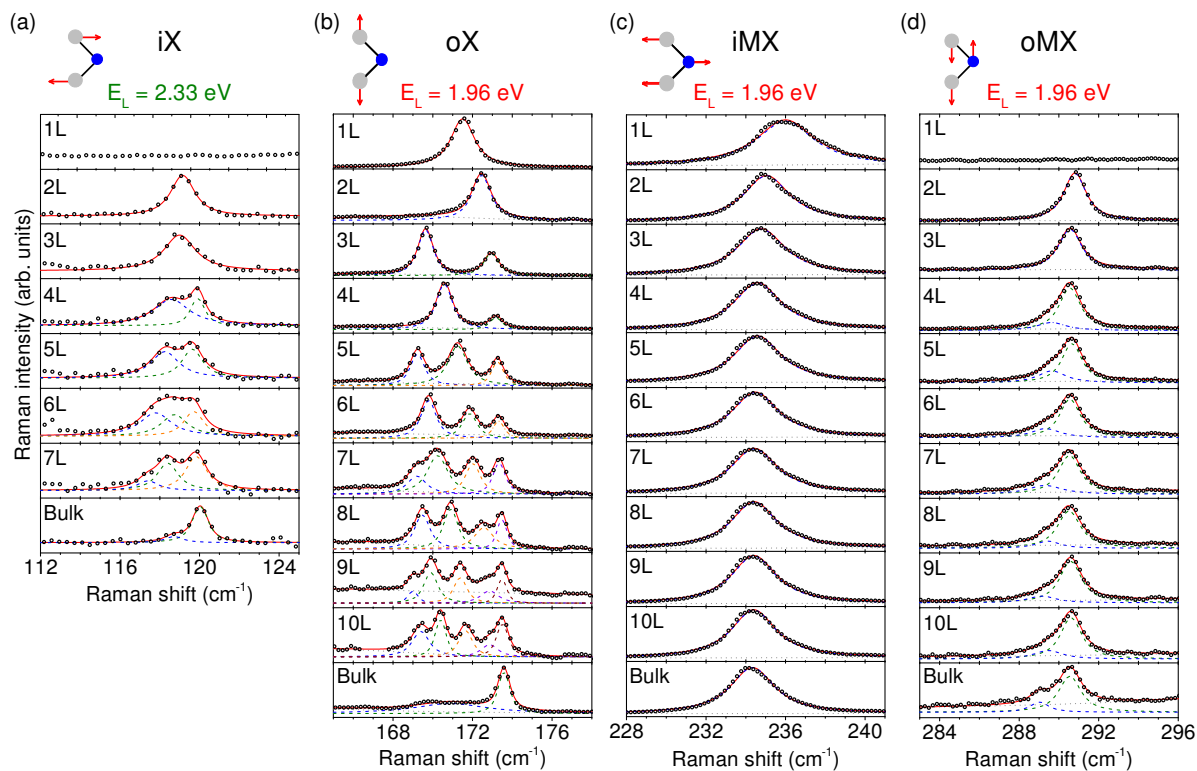 (a)
iX
E_L = 2.33 eV
(b)
oX
E_L = 1.96 eV
(c)
iMX
E_L = 1.96 eV
(d)
oMX
E_L = 1.96 eV
Raman intensity (arb. units)
1L
2L
3L
4L
5L
6L
7L
Bulk
112 116 120 124
Raman shift (cm⁻¹)
1L
2L
3L
4L
5L
6L
7L
8L
9L
10L
Bulk
168 172 176
Raman shift (cm⁻¹)
1L
2L
3L
4L
5L
6L
7L
8L
9L
10L
Bulk
228 232 236 240
Raman shift (cm⁻¹)
1L
2L
3L
4L
5L
6L
7L
8L
9L
10L
Bulk
284 288 292 296
Raman shift (cm⁻¹)